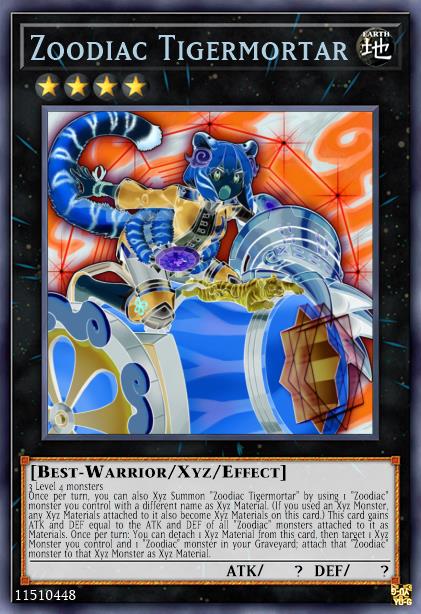 Zoodiac Tigermortar
EARTH
地
[Best-Warrior/Xyz/Effect]
3 Level 4 monsters
Once per turn, you can also Xyz Summon "Zoodiac Tigermortar" by using 1 "Zoodiac"
monster you control with a different name as Xyz Material. (If you used an Xyz Monster,
any Xyz Materials attached to it also become Xyz Materials on this card.) This card gains
ATK and DEF equal to the ATK and DEF of all "Zoodiac" monsters attached to it as
Materials. Once per turn: You can detach 1 Xyz Material from this card, then target 1 Xyz
Monster you control and 1 "Zoodiac" monster in your Graveyard; attach that "Zoodiac"
monster to that Xyz Monster as Xyz Material.
ATK/ ? DEF/ ?
11510448